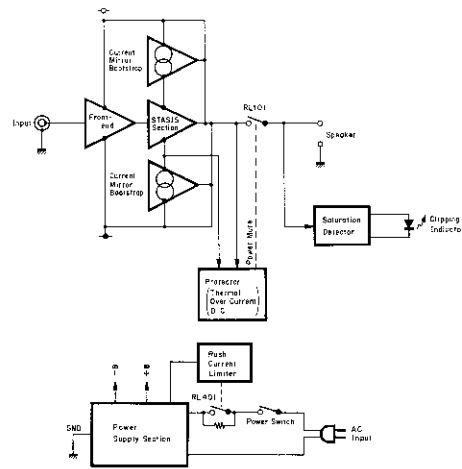 Current
Mirror
Bootstrap
Input
Front-
end
STASIS
Section
RL101
Speaker
Current
Mirror
Bootstrap
Power Mute
Saturation
Detector
Clipping
Indicator
Protector
Thermal
Over Current
D C
Rush
Current
Limiter
RL401
GND
Power
Supply Section
Power Switch
AC
Input